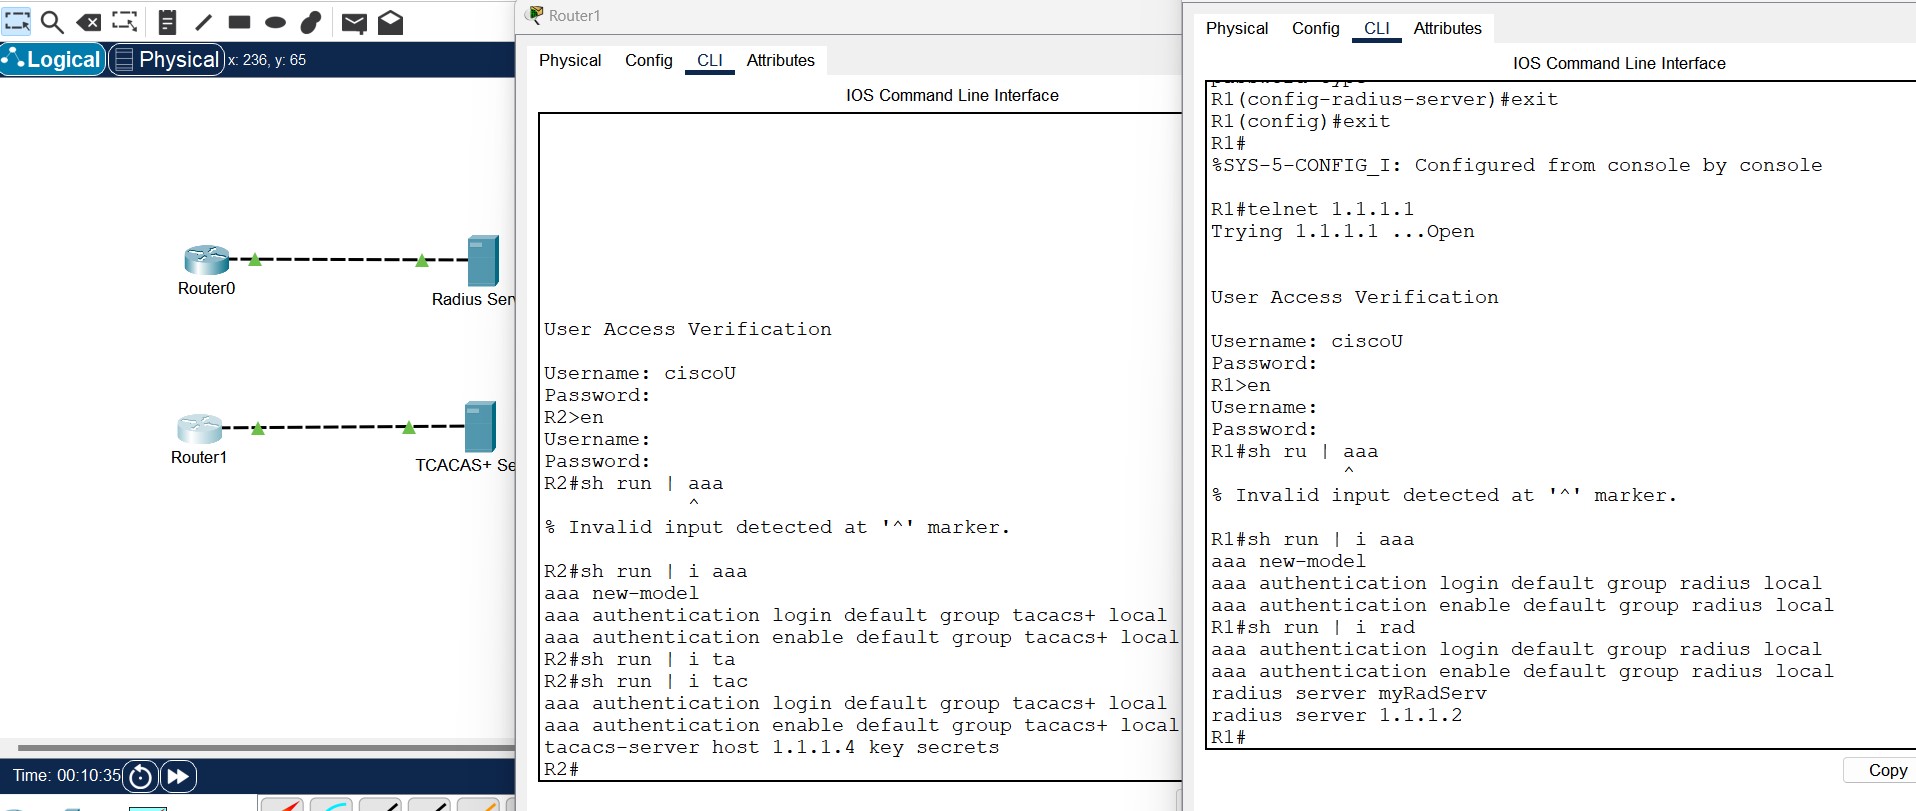 Logical
Physical
x: 236, y: 65
Router0
Radius Ser
Router1
TCACAS+ Se
Time: 00:10:35
Router1
Physical Config CLI Attributes
IOS Command Line Interface
User Access Verification
Username: ciscoU
Password:
R2>en
Username:
Password:
R2#sh run | aaa
^
% Invalid input detected at '^' marker.
R2#sh run | i aaa
aaa new-model
aaa authentication login default group tacacs+ local
aaa authentication enable default group tacacs+ local
R2#sh run | i ta
R2#sh run | i tac
aaa authentication login default group tacacs+ local
aaa authentication enable default group tacacs+ local
tacacs-server host 1.1.1.4 key secrets
R2#
Physical Config CLI Attributes
IOS Command Line Interface
R1(config-radius-server)#exit
R1(config)#exit
R1#
%SYS-5-CONFIG_I: Configured from console by console
R1#telnet 1.1.1.1
Trying 1.1.1.1 ...Open
User Access Verification
Username: ciscoU
Password:
R1>en
Username:
Password:
R1#sh ru | aaa
^
% Invalid input detected at '^' marker.
R1#sh run | i aaa
aaa new-model
aaa authentication login default group radius local
aaa authentication enable default group radius local
R1#sh run | i rad
aaa authentication login default group radius local
aaa authentication enable default group radius local
radius server myRadServ
radius server 1.1.1.2
R1#
Copy